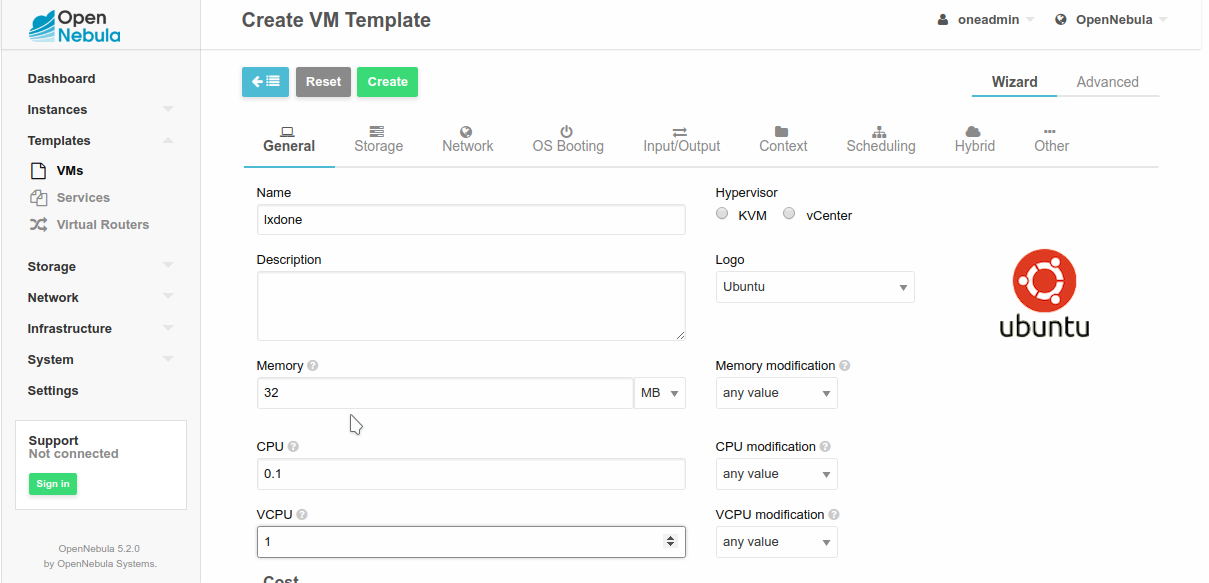 Open
Nebula
Create VM Template
oneadmin
OpenNebula
Dashboard
Instances
Templates
VMs
Services
Virtual Routers
Storage
Network
Infrastructure
System
Settings
Support
Not connected
Sign in
OpenNebula 5.2.0
by OpenNebula Systems.
Reset
Create
Wizard
Advanced
General
Storage
Network
OS Booting
Input/Output
Context
Scheduling
Hybrid
Other
Name
lxdone
Hypervisor
KVM
vCenter
Description
Logo
Ubuntu
ubuntu
Memory ?
32
MB
Memory modification ?
any value
CPU ?
0.1
CPU modification ?
any value
VCPU ?
1
VCPU modification ?
any value
Cost